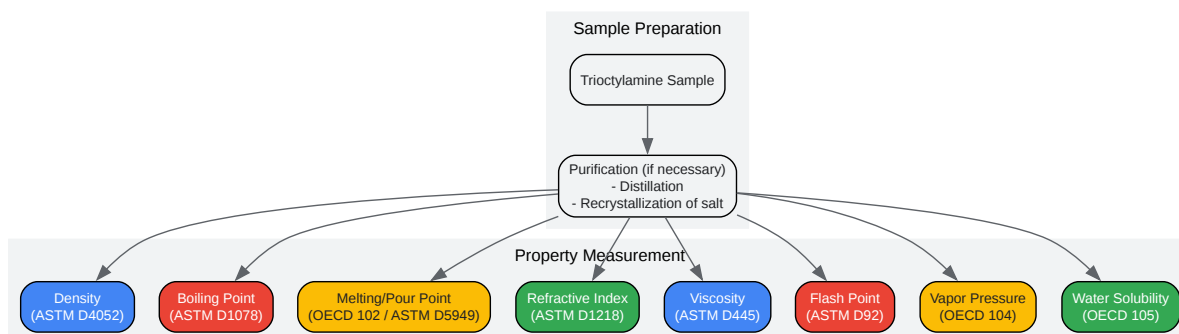 Sample Preparation
Trioctylamine Sample
Purification (if necessary)
- Distillation
- Recrystallization of salt
Property Measurement
Density
(ASTM D4052)
Boiling Point
(ASTM D1078)
Melting/Pour Point
(OECD 102 / ASTM D5949)
Refractive Index
(ASTM D1218)
Viscosity
(ASTM D445)
Flash Point
(ASTM D92)
Vapor Pressure
(OECD 104)
Water Solubility
(OECD 105)